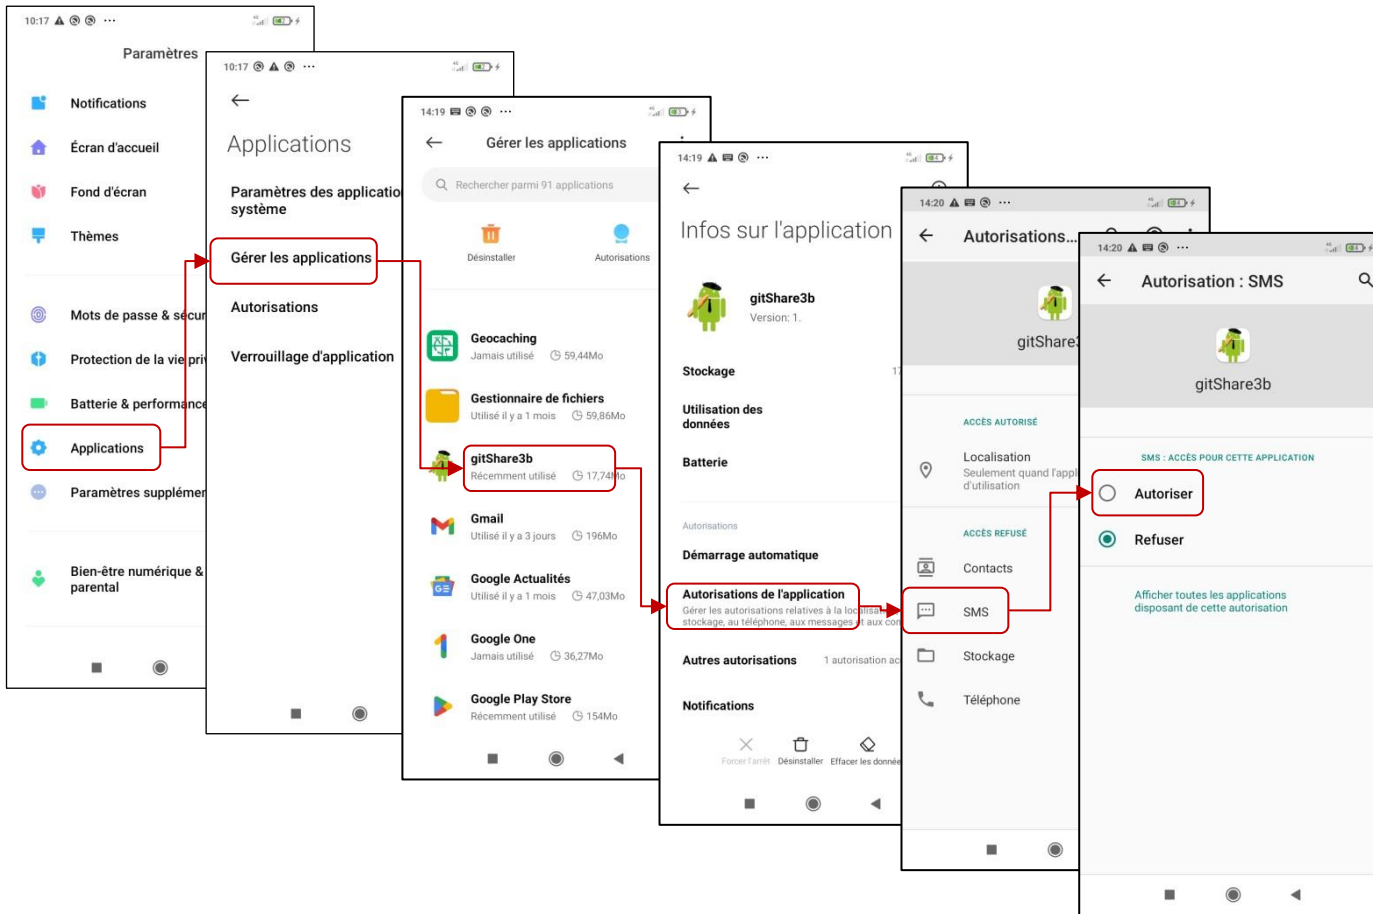 10:17
Paramètres
Notifications
Écran d'accueil
Fond d'écran
Thèmes
Mots de passe & sécur
Protection de la vie pri
Batterie & performance
Applications
Paramètres supplémer
Bien-être numérique &
parental
10:17
Applications
Paramètres des applicatio
système
Gérer les applications
Autorisations
Verrouillage d'application
14:19
Gérer les applications
Rechercher parmi 91 applications
Désinstaller
Autorisations
Geocaching
Jamais utilisé 59,44Mo
Gestionnaire de fichiers
Utilisé il y a 1 mois 59,86Mo
gitShare3b
Récemment utilisé 17,74Mo
Gmail
Utilisé il y a 3 jours 196Mo
Google Actualités
Utilisé il y a 1 mois 47,03Mo
Google One
Jamais utilisé 36,27Mo
Google Play Store
Récemment utilisé 154Mo
14:19
Infos sur l'application
gitShare3b
Version: 1.
Stockage 17
Utilisation des
données
Batterie
Autorisations
Démarrage automatique
Autorisations de l'application
Gérer les autorisations relatives à la localisation
stockage, au téléphone, aux messages et aux con
Autres autorisations 1 autorisation ac
Notifications
Forcer l'arrêt Désinstaller Effacer les donnée
14:20
Autorisations...
gitShare3
ACCÈS AUTORISÉ
Localisation
Seulement quand l'appli
d'utilisation
ACCÈS REFUSÉ
Contacts
SMS
Stockage
Téléphone
14:20
Autorisation : SMS
gitShare3b
SMS : ACCÈS POUR CETTE APPLICATION
Autoriser
Refuser
Afficher toutes les applications
disposant de cette autorisation